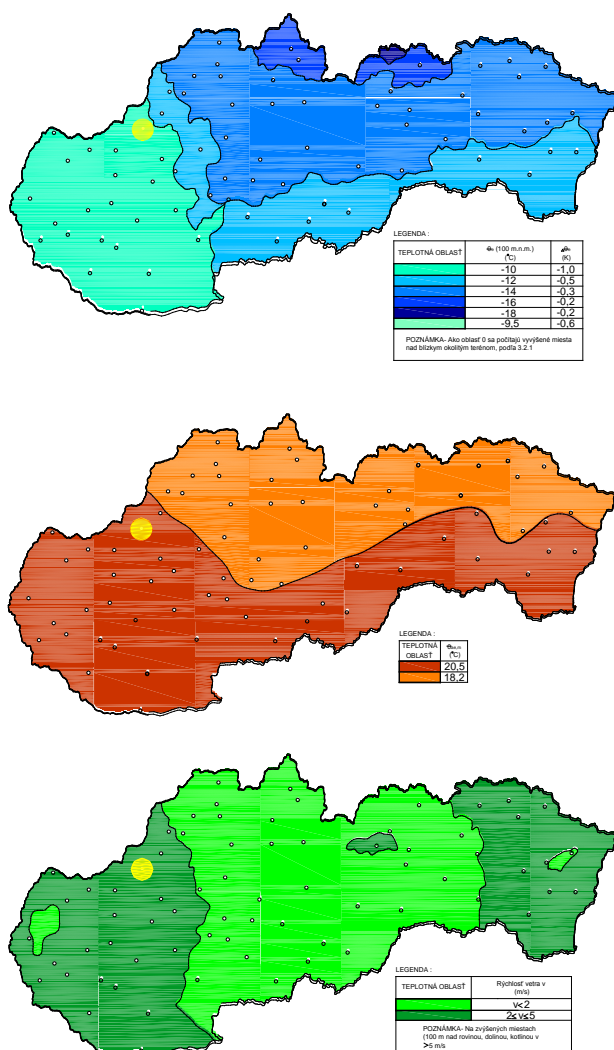 LEGENDA :
TEPLOTNÁ OBLASŤ (100 m.n.m.)
(°C) (K)
-10 -1,0
-12 -0,5
-14 -0,3
-16 -0,2
-18 -0,2
-9,5 -0,6
POZNÁMKA- Ako oblasť 0 sa počítajú vyvýšené miesta
nad blízkym okolitým terénom, podľa 3.2.1
LEGENDA :
TEPLOTNÁ
OBLASŤ (°C)
20,5
18,2
LEGENDA :
TEPLOTNÁ OBLASŤ Rýchlosť vetra v
(m/s)
v<2
2≤v≤5
POZNÁMKA- Na zvýšených miestach
(100 m nad rovinou, dolinou, kotlinou v
>5 m/s